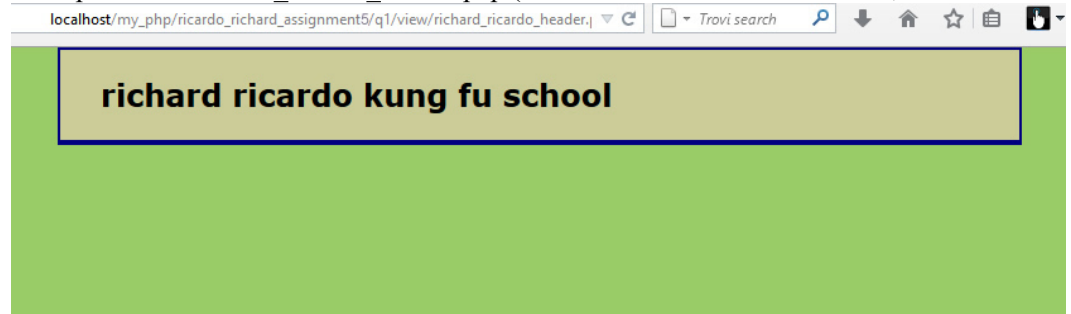 localhost/my_php/ricardo_richard_assignment5/q1/view/richard_ricardo_header.p
Trovi search
richard ricardo kung fu school